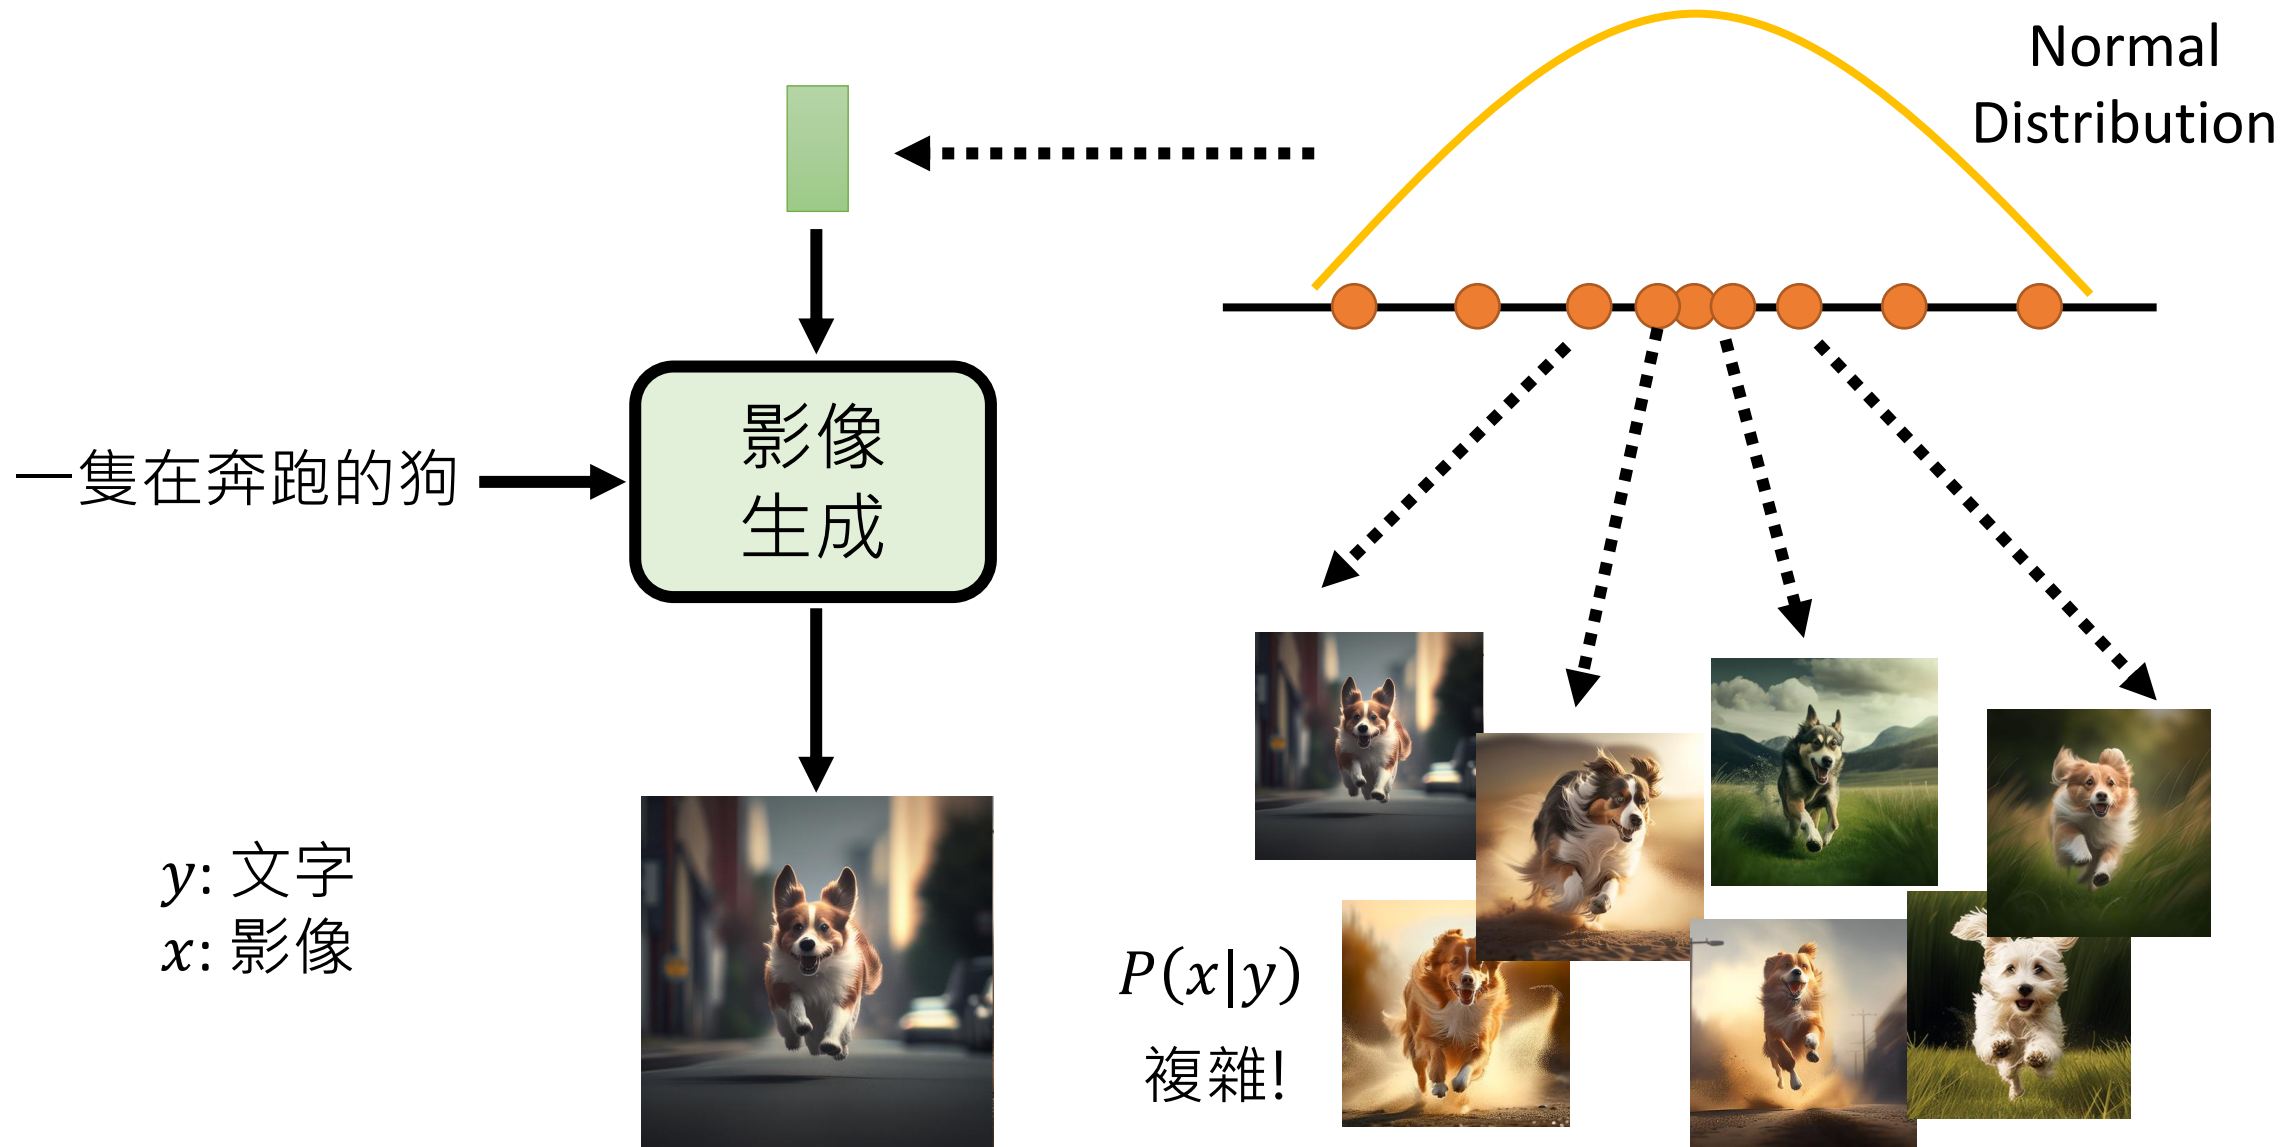 Normal
Distribution
影像
生成
一隻在奔跑的狗
y: 文字
x: 影像
P(x|y)
複雜!